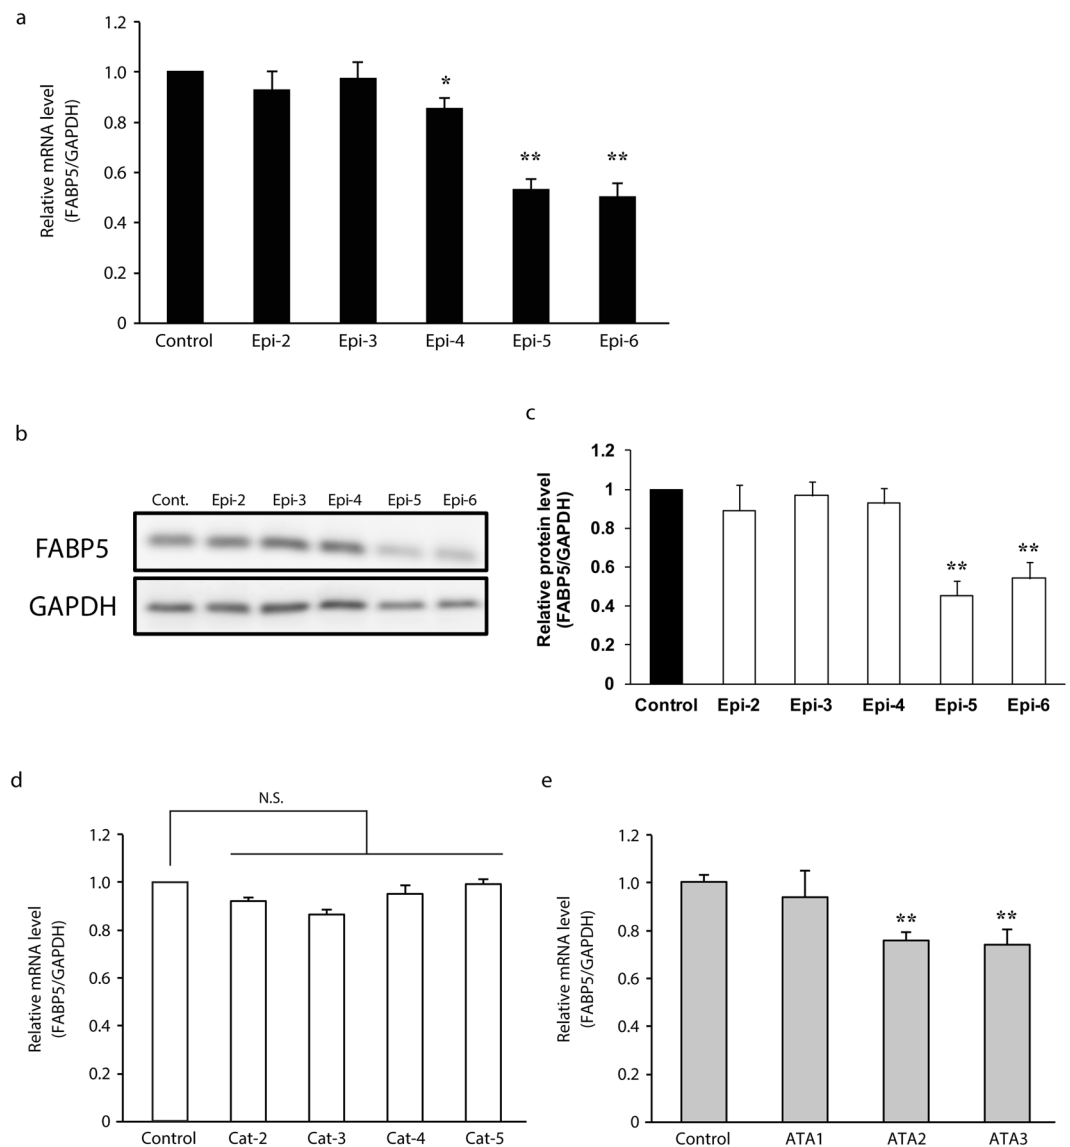 a
Relative mRNA level
(FABP5/GAPDH)
1.2
1.0
0.8
0.6
0.4
0.2
0
*
**
**
Control Epi-2 Epi-3 Epi-4 Epi-5 Epi-6
b
Cont. Epi-2 Epi-3 Epi-4 Epi-5 Epi-6
FABP5
GAPDH
c
Relative protein level
(FABP5/GAPDH)
1.2
1
0.8
0.6
0.4
0.2
0
**
**
Control Epi-2 Epi-3 Epi-4 Epi-5 Epi-6
d
N.S.
Relative mRNA level
(FABP5/GAPDH)
1.2
1.0
0.8
0.6
0.4
0.2
0
Control Cat-2 Cat-3 Cat-4 Cat-5
e
Relative mRNA level
(FABP5/GAPDH)
1.2
1.0
0.8
0.6
0.4
0.2
0
**
**
Control ATA1 ATA2 ATA3